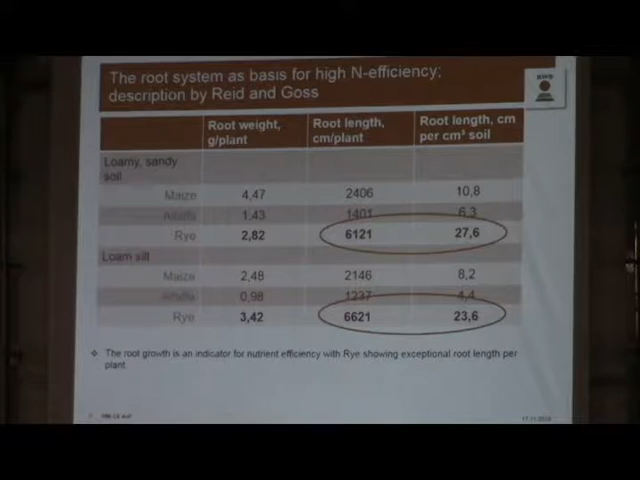 The root system as basis for high N-efficiency;
description by Reid and Goss
KWS
Root weight, g/plant
Root length, cm/plant
Root length, cm per cm³ soil
Loamy, sandy soil
Maize 4,47 2406 10,8
Alfalfa 1,43 1401 6,3
Rye 2,82 6121 27,6
Loam silt
Maize 2,48 2146 8,2
Alfalfa 0,98 1237 4,4
Rye 3,42 6621 23,6
❖ The root growth is an indicator for nutrient efficiency with Rye showing exceptional root length per
plant.